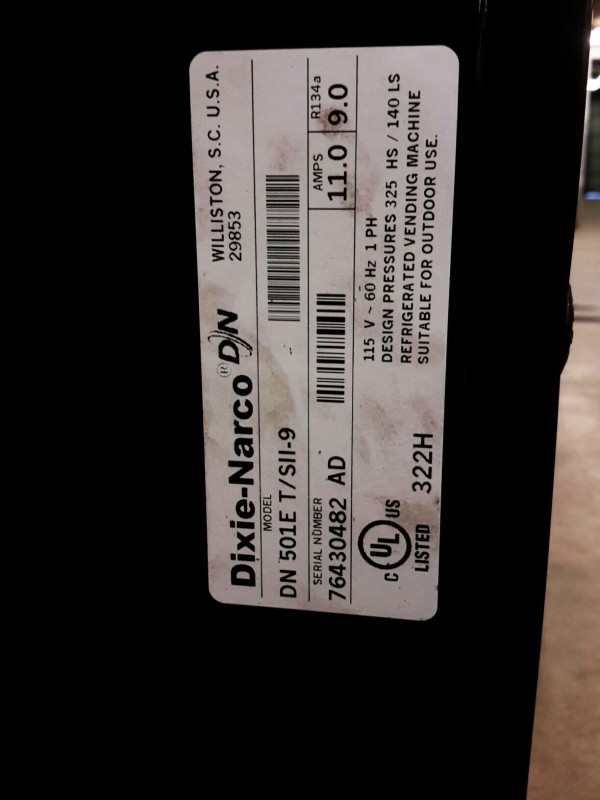 Dixie-Narco® D/N
WILLISTON, S.C. U.S.A.
29853
MODEL
DN 501E T/SII-9
SERIAL NUMBER
76430482 AD
AMPS
11.0
R134a
9.0
115 V ~ 60 Hz 1 PH
DESIGN PRESSURES 325 HS / 140 LS
REFRIGERATED VENDING MACHINE
SUITABLE FOR OUTDOOR USE.
C UL US
LISTED 322H